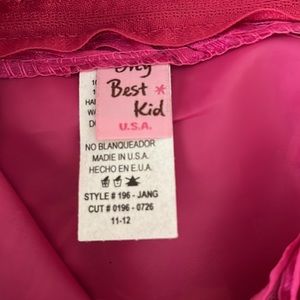 Only
Best
Kid
U.S.A.
NO BLANQUEADOR
MADE IN U.S.A.
HECHO EN E.U.A.
STYLE # 196 - JANG
CUT # 0196 - 0726
11-12